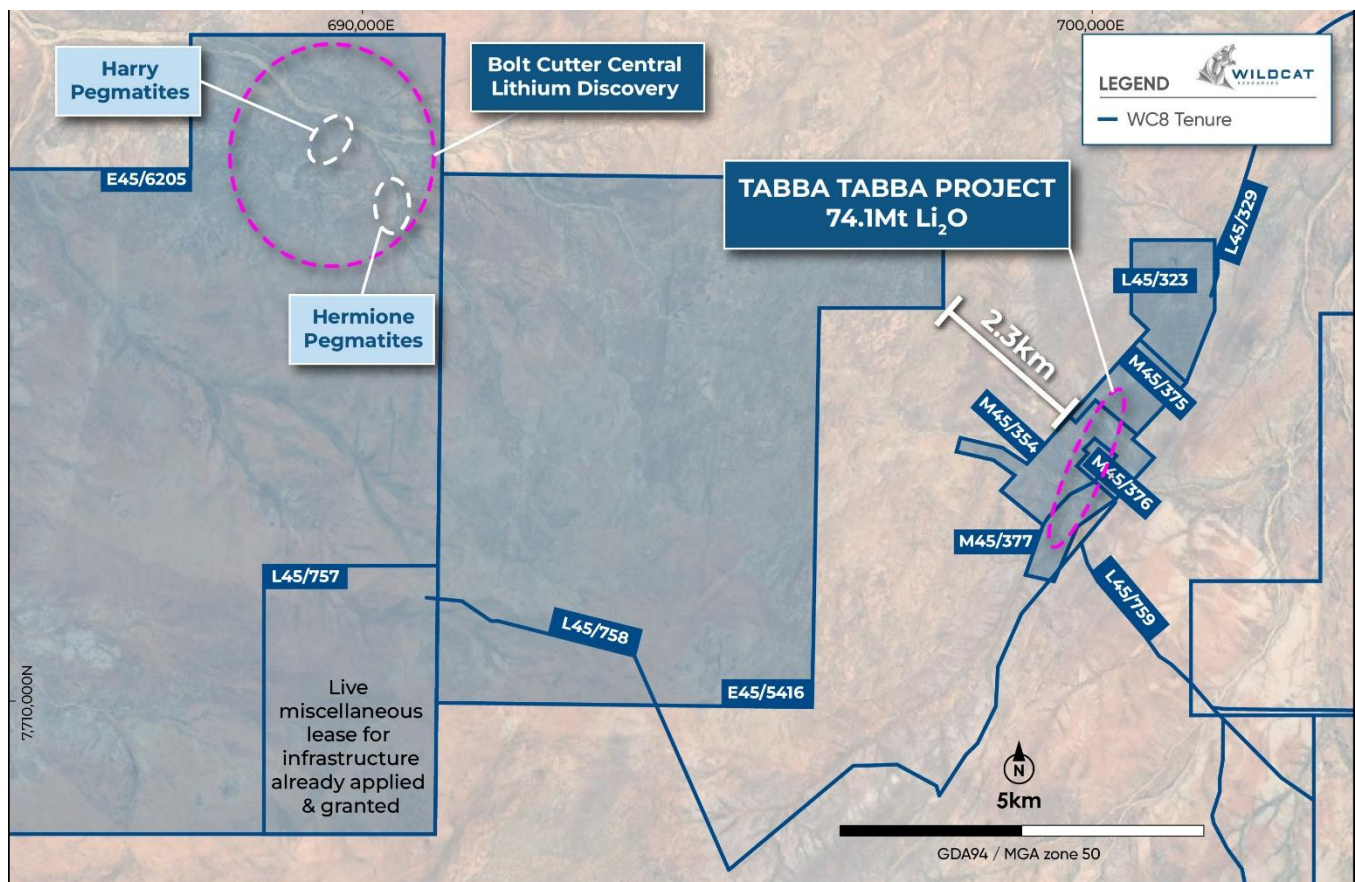 690,000E
700,000E
Harry
Pegmatites
Bolt Cutter Central
Lithium Discovery
LEGEND
WILDCAT
RESOURCES
WC8 Tenure
E45/6205
TABBA TABBA PROJECT
74.1Mt Li₂O
L45/329
L45/323
Hermione
Pegmatites
2.3km
M45/375
M45/354
M45/376
M45/377
L45/757
L45/758
L45/759
E45/5416
7,710,000N
Live
miscellaneous
lease for
infrastructure
already applied
& granted
N
5km
GDA94 / MGA zone 50